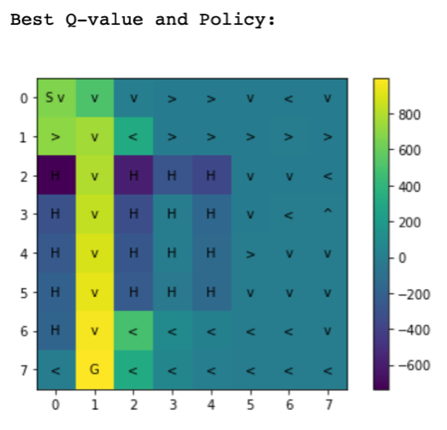 Best Q-value and Policy:
0 S v v v > > v < v
1 > v < > > > > >
2 H v H H H v v <
3 H v H H H v < ^
4 H v H H H > v v
5 H v H H H v v v
6 H v < < < < < v
7 < G < < < < < <
0 1 2 3 4 5 6 7
800
600
400
200
0
−200
−400
−600